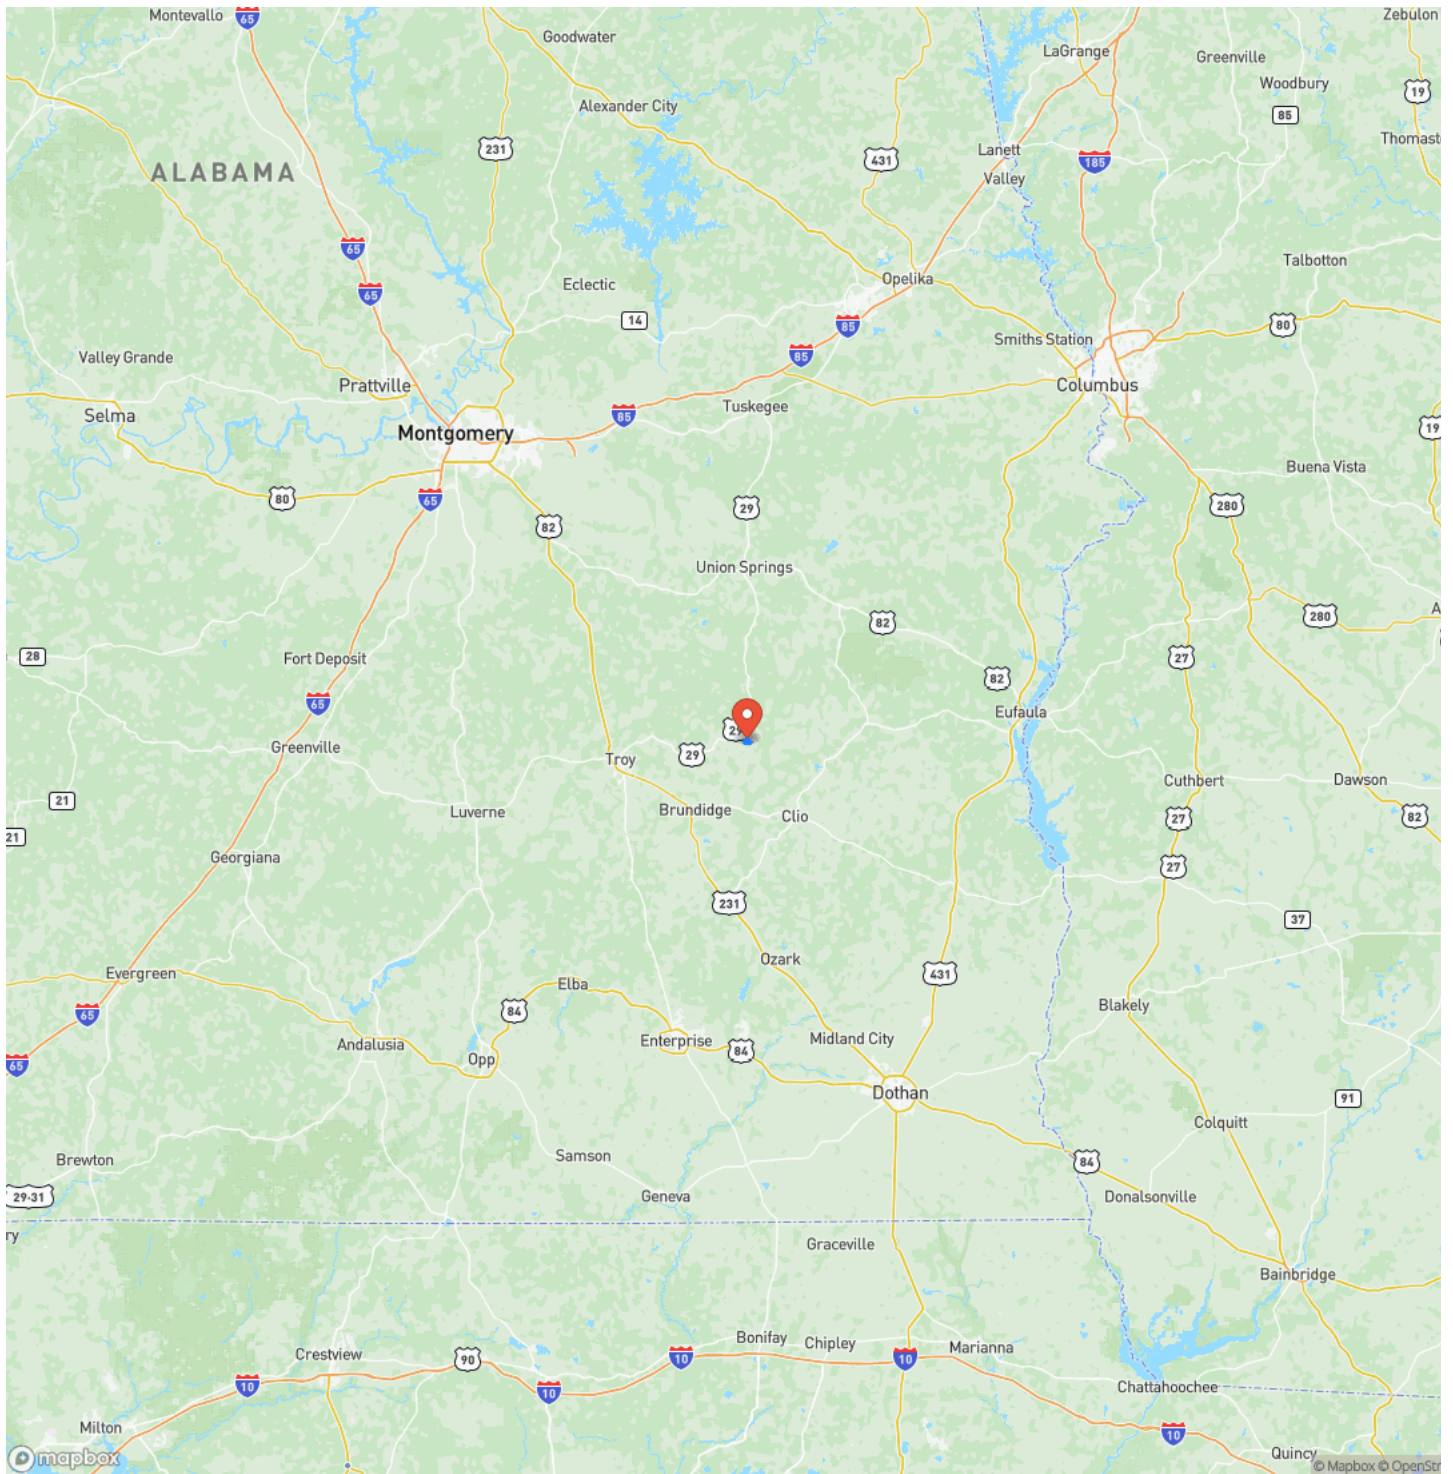 Montevallo
65
Goodwater
LaGrange
Zebulon
Greenville
Woodbury
19
Alexander City
85
231
431
Lanett
185
Thomast
Valley
ALABAMA
65
Talbotton
Opelika
Eclectic
65
14
85
80
Smiths Station
85
Valley Grande
Prattville
Columbus
Tuskegee
Selma
85
19
Montgomery
Buena Vista
80
65
29
280
82
Union Springs
82
280
A
28
Fort Deposit
27
82
65
Eufaula
29
Greenville
29
Troy
Cuthbert
Dawson
21
Luverne
Brundidge
Clio
27
82
21
Georgiana
27
231
37
Ozark
Evergreen
431
Elba
84
Blakely
65
Midland City
Andalusia
Enterprise
84
Opp
65
Dothan
91
Colquitt
Samson
Brewton
84
29-31
Geneva
Donalsonville
ry
Graceville
Bainbridge
Bonifay
Chipley
Marianna
Crestview
90
10
10
10
10
Chattahoochee
Milton
10
Quincy
mapbox
© Mapbox © OpenStr